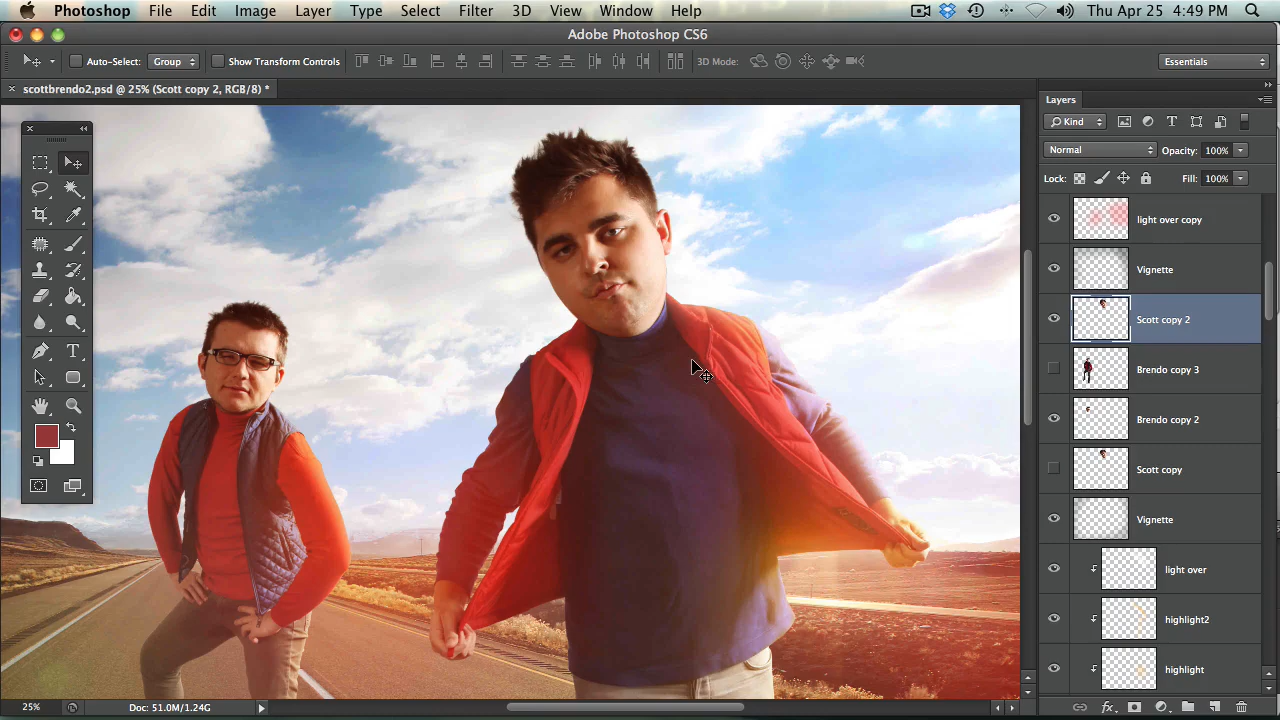 Photoshop File Edit Image Layer Type Select Filter 3D View Window Help Thu Apr 25 4:49 PM
Adobe Photoshop CS6
Auto-Select: Group Show Transform Controls 3D Mode: Essentials
× scottbrendo2.psd @ 25% (Scott copy 2, RGB/8) *
Layers
Kind
Normal Opacity: 100%
Lock: Fill: 100%
light over copy
Vignette
Scott copy 2
Brendo copy 3
Brendo copy 2
Scott copy
Vignette
light over
highlight2
highlight
25% Doc: 51.0M/1.24G
fx